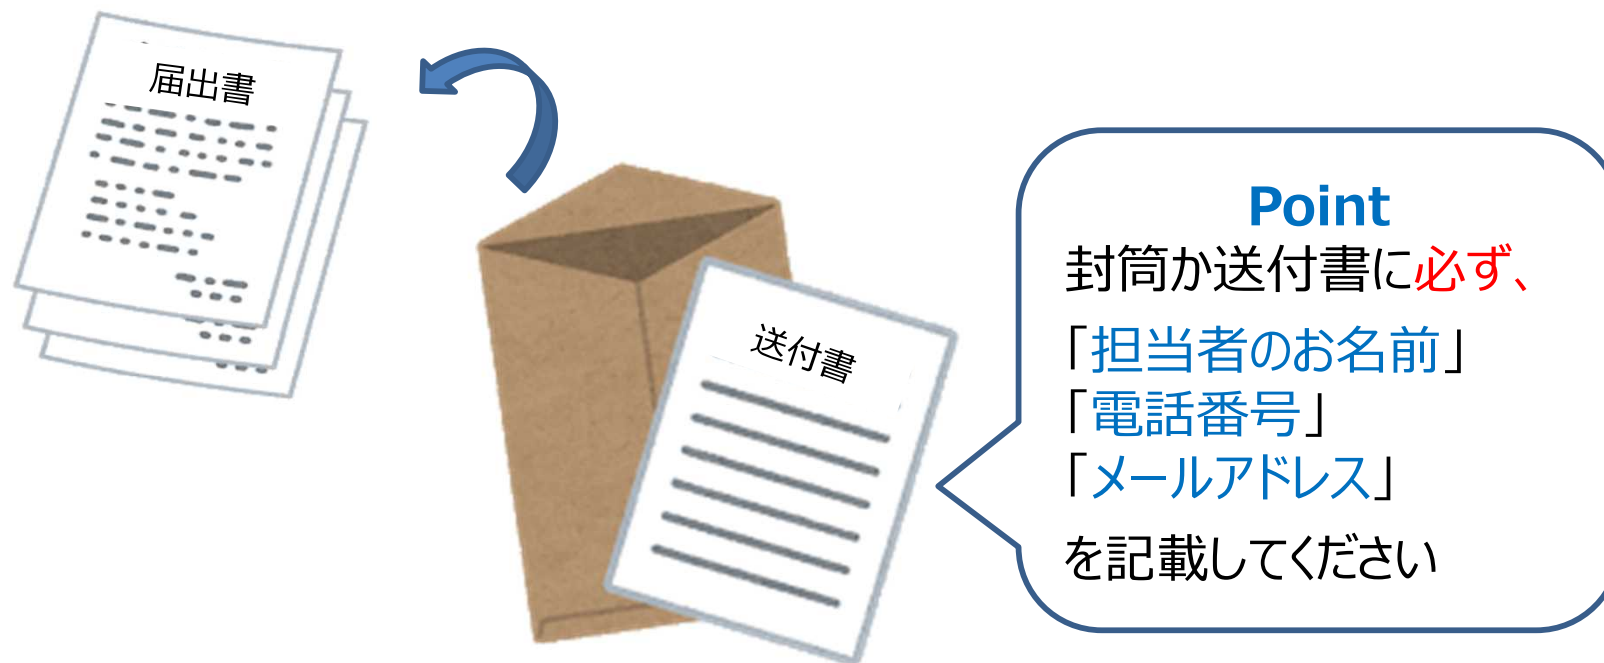 届出書
送付書
Point
封筒か送付書に必ず、
「担当者のお名前」
「電話番号」
「メールアドレス」
を記載してください